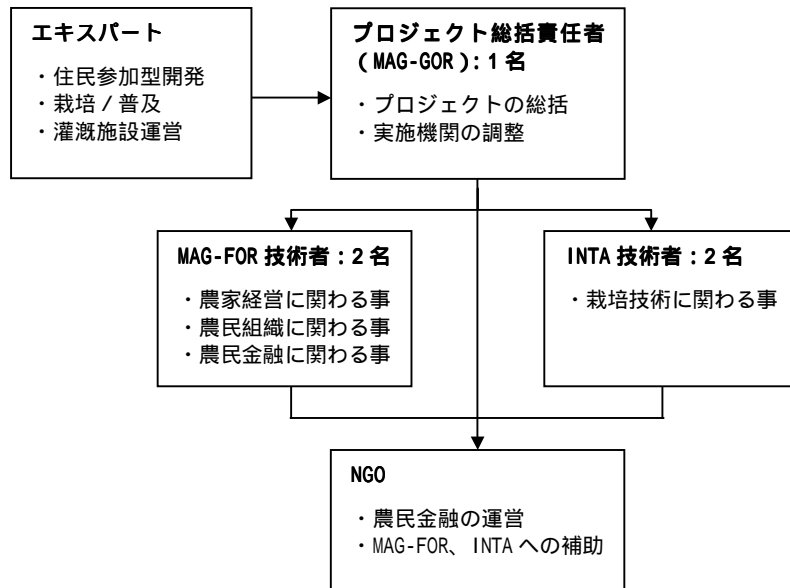 エキスパート
・住民参加型開発
・栽培 / 普及
・灌漑施設運営
プロジェクト総括責任者
( MAG-GOR ): 1 名
・プロジェクトの総括
・実施機関の調整
MAG-FOR 技術者 : 2 名
・農家経営に関わる事
・農民組織に関わる事
・農民金融に関わる事
INTA 技術者 : 2 名
・栽培技術に関わる事
NGO
・農民金融の運営
・MAG-FOR、INTA への補助